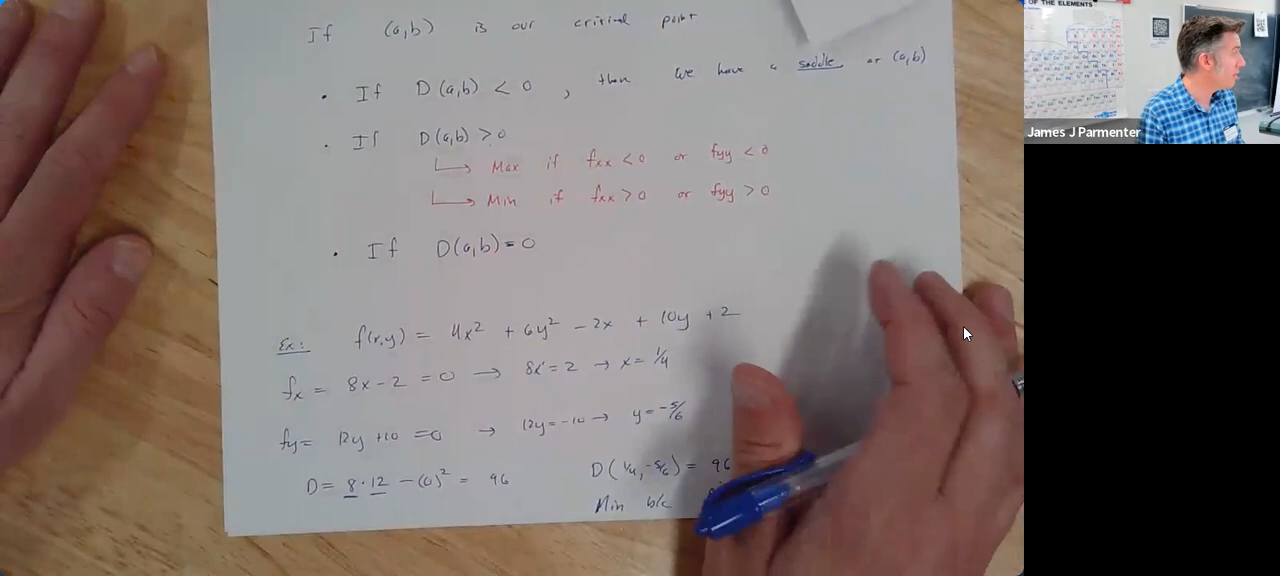 OF THE ELEMENTS
James J Parmenter
If (a,b) is our critical point
• If D(a,b) < 0, then we have a saddle or (a,b)
• If D(a,b) > 0
↳ Max if fxx < 0 or fyy < 0
↳ Min if fxx > 0 or fyy > 0
• If D(a,b) = 0
Ex: f(x,y) = 4x² + 6y² - 2x + 10y + 2
fx = 8x - 2 = 0 → 8x = 2 → x = 1/4
fy = 12y + 10 = 0 → 12y = -10 → y = -5/6
D = 8 · 12 - (0)² = 96
D(1/4, -5/6) = 96
Min b/c